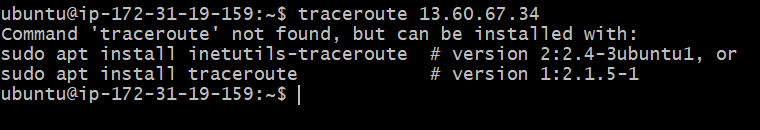 ubuntu@ip-172-31-19-159:~$ traceroute 13.60.67.34
Command 'traceroute' not found, but can be installed with:
sudo apt install inetutils-traceroute  # version 2:2.4-3ubuntu1, or
sudo apt install traceroute            # version 1:2.1.5-1
ubuntu@ip-172-31-19-159:~$